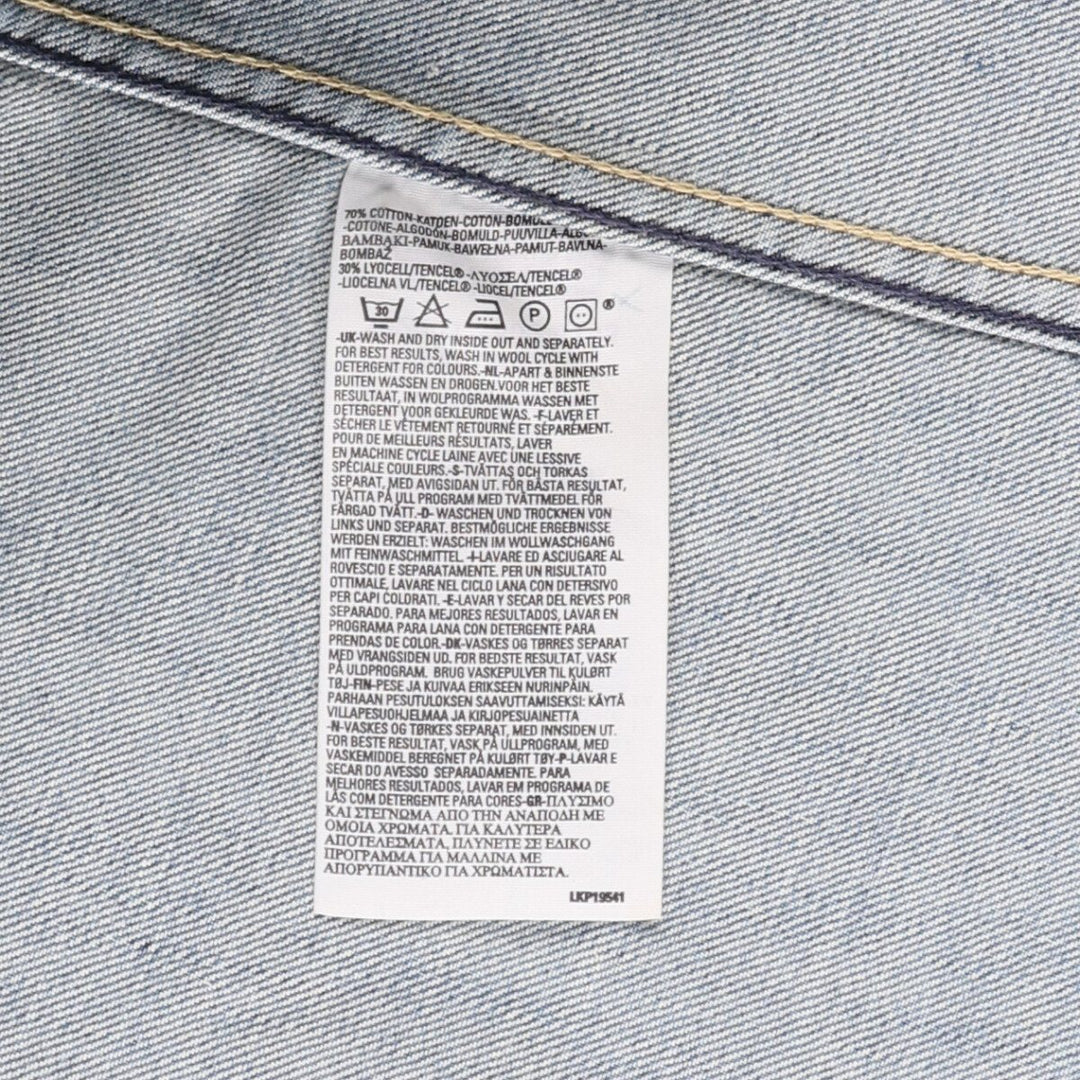 70% COTTON-KATOEN-COTON-BOMULL
-COTONE-ALGODÓN-BOMULD-PUUVILLA-
BAMBAKI-PAMUK-BAWEŁNA-PAMUT-BAVLNA-
BOMBAŽ
30% LYOCELL/TENCEL® -ΛΥΟΣΕΛ/TENCEL®
-LIOCELNA VL/TENCEL® -LIOCEL/TENCEL®
30 P ®
-UK-WASH AND DRY INSIDE OUT AND SEPARATELY.
FOR BEST RESULTS, WASH IN WOOL CYCLE WITH
DETERGENT FOR COLOURS.-NL-APART & BINNENSTE
BUITEN WASSEN EN DROGEN.VOOR HET BESTE
RESULTAAT, IN WOLPROGRAMMA WASSEN MET
DETERGENT VOOR GEKLEURDE WAS. -F-LAVER ET
SÉCHER LE VÊTEMENT RETOURNÉ ET SÉPARÉMENT.
POUR DE MEILLEURS RÉSULTATS, LAVER
EN MACHINE CYCLE LAINE AVEC UNE LESSIVE
SPÉCIALE COULEURS.-S-TVÄTTAS OCH TORKAS
SEPARAT, MED AVIGSIDAN UT. FÖR BÄSTA RESULTAT,
TVÄTTA PÅ ULL PROGRAM MED TVÄTTMEDEL FÖR
FÄRGAD TVÄTT.-D- WASCHEN UND TROCKNEN VON
LINKS UND SEPARAT. BESTMÖGLICHE ERGEBNISSE
WERDEN ERZIELT: WASCHEN IM WOLLWASCHGANG
MIT FEINWASCHMITTEL. -I-LAVARE ED ASCIUGARE AL
ROVESCIO E SEPARATAMENTE. PER UN RISULTATO
OTTIMALE, LAVARE NEL CICLO LANA CON DETERSIVO
PER CAPI COLORATI. -E-LAVAR Y SECAR DEL REVES POR
SEPARADO. PARA MEJORES RESULTADOS, LAVAR EN
PROGRAMA PARA LANA CON DETERGENTE PARA
PRENDAS DE COLOR.-DK-VASKES OG TØRRES SEPARAT
MED VRANGSIDEN UD. FOR BEDSTE RESULTAT, VASK
PÅ ULDPROGRAM. BRUG VASKEPULVER TIL KULØRT
TØJ-FIN-PESE JA KUIVAA ERIKSEEN NURINPÄIN.
PARHAAN PESUTULOKSEN SAAVUTTAMISEKSI: KÄYTÄ
VILLAPESUOHJELMAA JA KIRJOPESUAINETTA
-N-VASKES OG TØRKES SEPARAT, MED INNSIDEN UT.
FOR BESTE RESULTAT, VASK PÅ ULLPROGRAM, MED
VASKEMIDDEL BEREGNET PÅ KULØRT TØY-P-LAVAR E
SECAR DO AVESSO SEPARADAMENTE. PARA
MELHORES RESULTADOS, LAVAR EM PROGRAMA DE
LÃS COM DETERGENTE PARA CORES-GR-ΠΛΥΣΙΜΟ
ΚΑΙ ΣΤΕΓΝΩΜΑ ΑΠΟ ΤΗΝ ΑΝΑΠΟΔΗ ΜΕ
ΟΜΟΙΑ ΧΡΩΜΑΤΑ. ΓΙΑ ΚΑΛΥΤΕΡΑ
ΑΠΟΤΕΛΕΣΜΑΤΑ, ΠΛΥΝΕΤΕ ΣΕ ΕΔΙΚΟ
ΠΡΟΓΡΑΜΜΑ ΓΙΑ ΜΑΛΛΙΝΑ ΜΕ
ΑΠΟΡΥΠΑΝΤΙΚΟ ΓΙΑ ΧΡΩΜΑΤΙΣΤΑ.
LKP19541